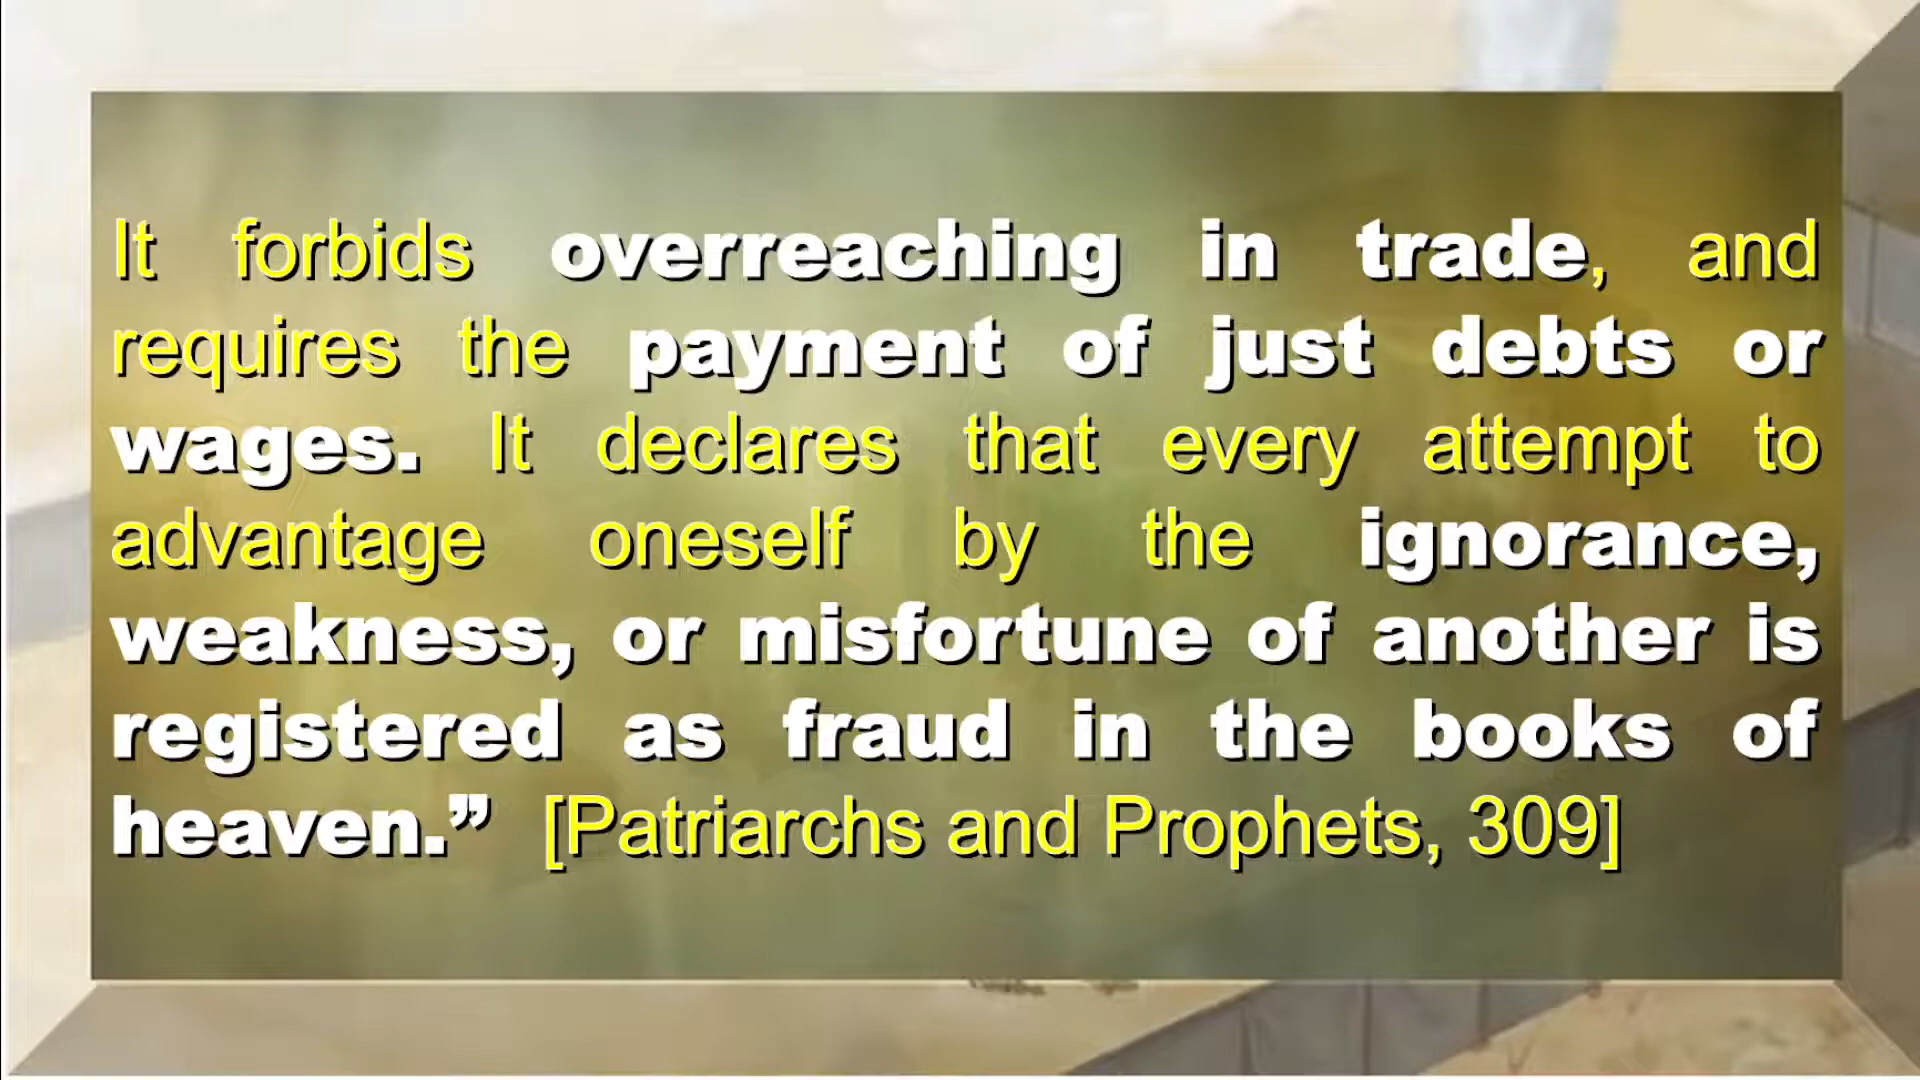 It forbids overreaching in trade, and
requires the payment of just debts or
wages. It declares that every attempt to
advantage oneself by the ignorance,
weakness, or misfortune of another is
registered as fraud in the books of
heaven.” [Patriarchs and Prophets, 309]